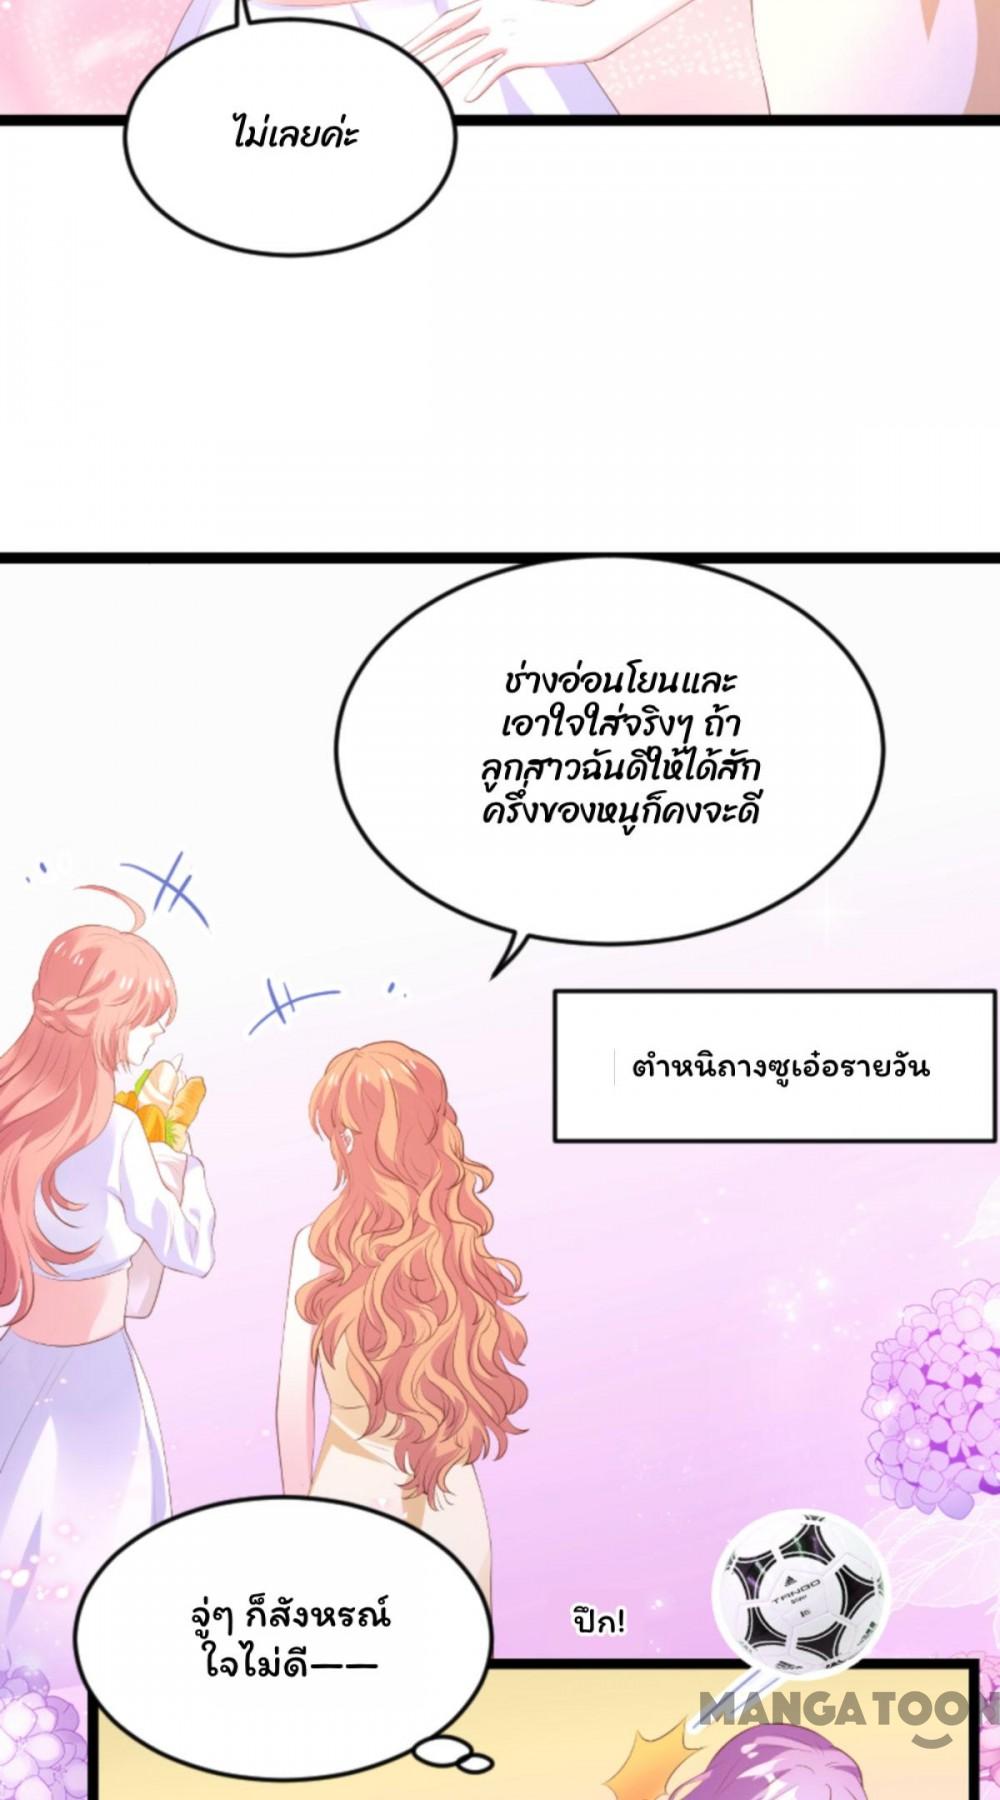 ไม่เลยค่ะ
ช่างอ่อนโยนและ
เอาใจใส่จริงๆ ถ้า
ลูกสาวฉันดีให้ได้สัก
ครึ่งของหนูก็คงจะดี
ตำหนิถางซูเอ๋อรายวัน
จู่ๆ ก็สังหรณ์
ใจไม่ดี——
ปึก!
TANGO
MANGATOON